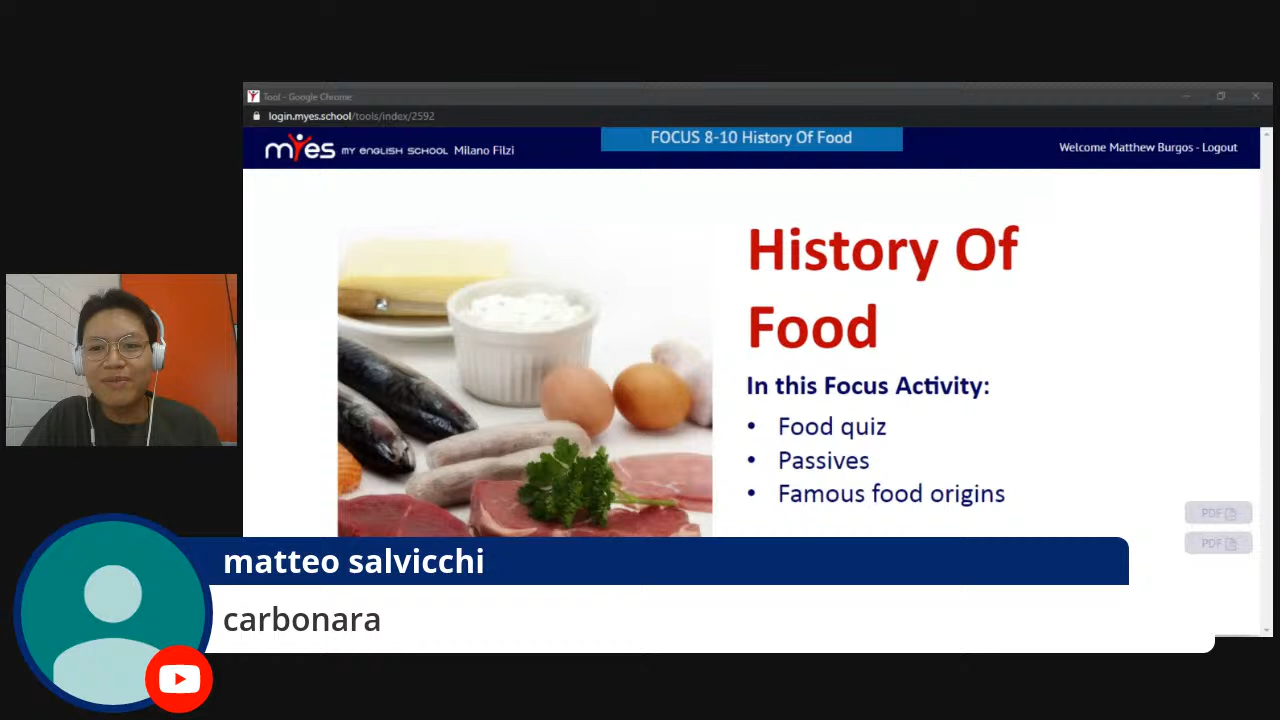 Tool - Google Chrome
login.myes.school/tools/index/2592
myes MY ENGLISH SCHOOL Milano Filzi
FOCUS 8-10 History Of Food
Welcome Matthew Burgos - Logout
History Of
Food
In this Focus Activity:
• Food quiz
• Passives
• Famous food origins
PDF
PDF
matteo salvicchi
carbonara